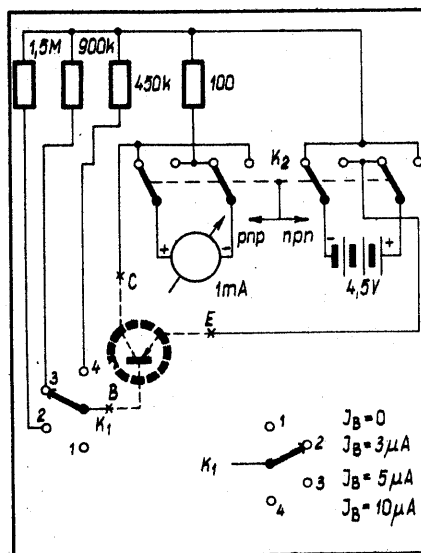 1,5M 900k
450k 100
K2
pnp npn
+ -
1mA
- +
4,5V
C
E
B
3 4
2
K1
1
1 JB=0
2 JB=3μA
K1
3 JB=5μA
4 JB=10μA